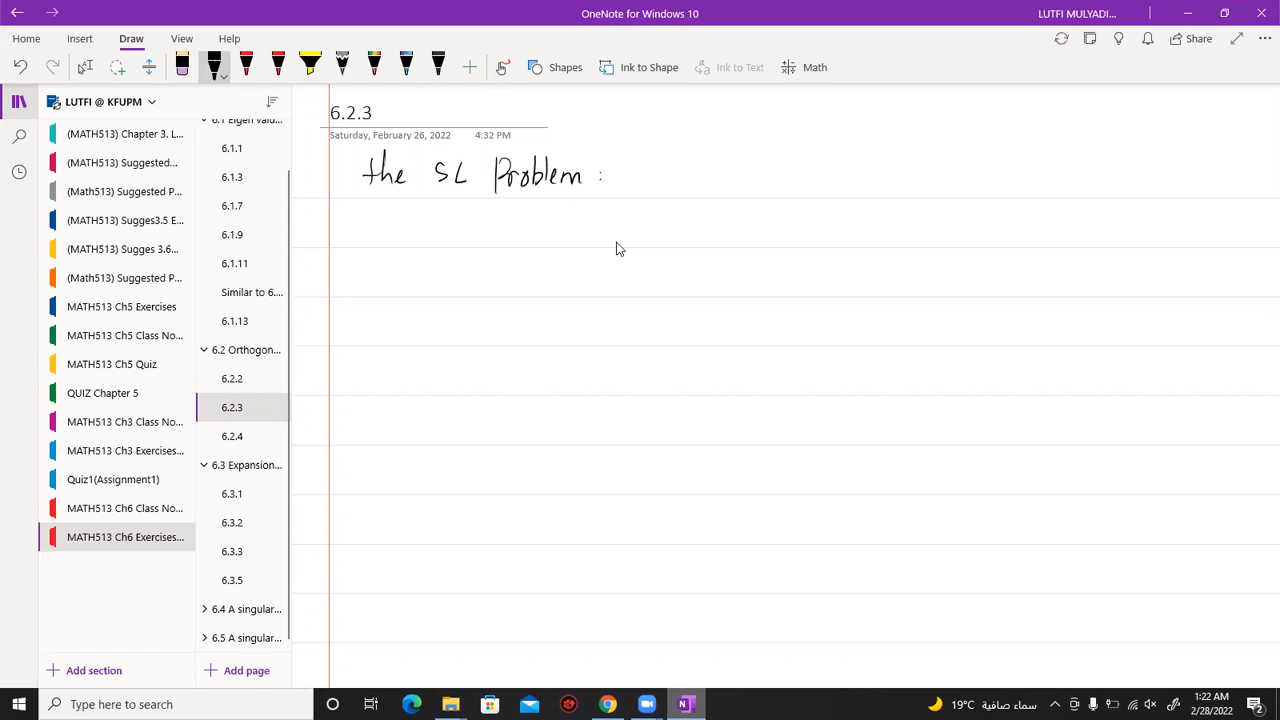 OneNote for Windows 10
LUTFI MULYADI...
Home
Insert
Draw
View
Help
Share
Shapes
Ink to Shape
Ink to Text
Math
LUTFI @ KFUPM
(MATH513) Chapter 3. L...
(MATH513) Suggested...
(Math513) Suggested P...
(MATH513) Sugges3.5 E...
(MATH513) Sugges 3.6...
(Math513) Suggested P...
MATH513 Ch5 Exercises
MATH513 Ch5 Class No...
MATH513 Ch5 Quiz
QUIZ Chapter 5
MATH513 Ch3 Class No...
MATH513 Ch3 Exercises...
Quiz1(Assignment1)
MATH513 Ch6 Class No...
MATH513 Ch6 Exercises...
Add section
6.1 Eigen valu...
6.1.1
6.1.3
6.1.7
6.1.9
6.1.11
Similar to 6....
6.1.13
6.2 Orthogon...
6.2.2
6.2.3
6.2.4
6.3 Expansion...
6.3.1
6.3.2
6.3.3
6.3.5
6.4 A singular...
6.5 A singular...
Add page
6.2.3
Saturday, February 26, 2022 4:32 PM
the SL Problem :
Type here to search
19°C سماء صافية
1:22 AM
2/28/2022
2